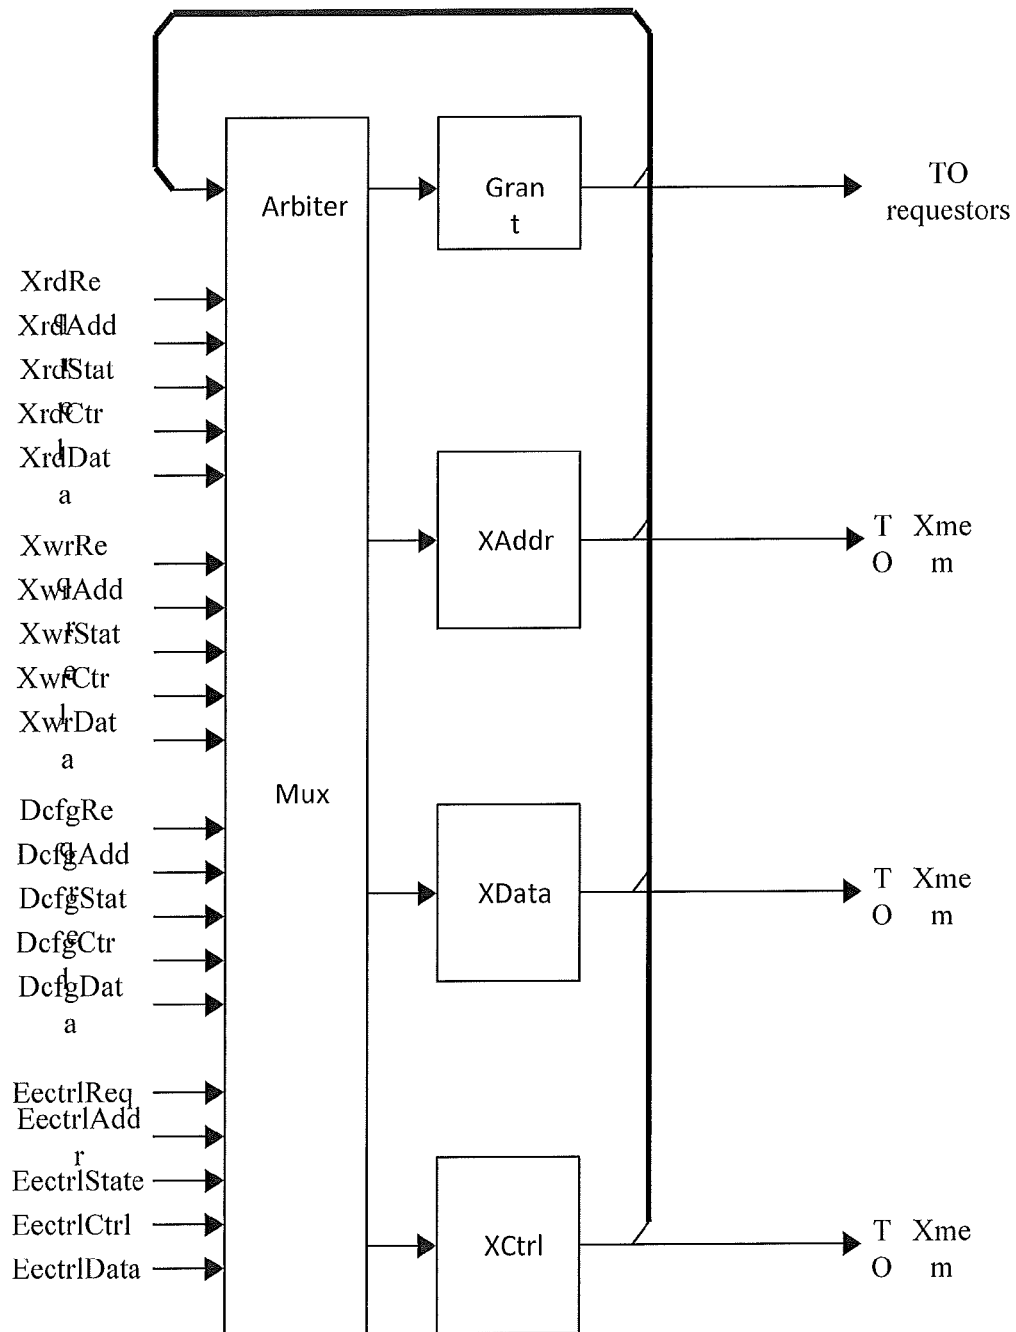 Arbiter
Gran
t
TO
requestors
XrdRe
q
XrdAdd
r
XrdStat
e
XrdCtr
l
XrdDat
a
XAddr
T Xme
O m
XwrRe
q
XwrAdd
r
XwrStat
e
XwrCtr
l
XwrDat
a
Mux
DcfgRe
q
DcfgAdd
r
DcfgStat
e
DcfgCtr
l
DcfgDat
a
XData
T Xme
O m
EectrlReq
EectrlAdd
r
EectrlState
EectrlCtrl
EectrlData
XCtrl
T Xme
O m